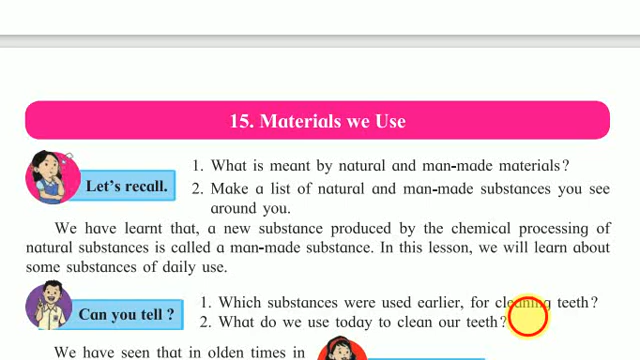 15. Materials we Use
1. What is meant by natural and man-made materials?
Let's recall.
2. Make a list of natural and man-made substances you see
around you.
We have learnt that, a new substance produced by the chemical processing of
natural substances is called a man-made substance. In this lesson, we will learn about
some substances of daily use.
1. Which substances were used earlier, for cleaning teeth?
Can you tell ?
2. What do we use today to clean our teeth?
We have seen that in olden times in